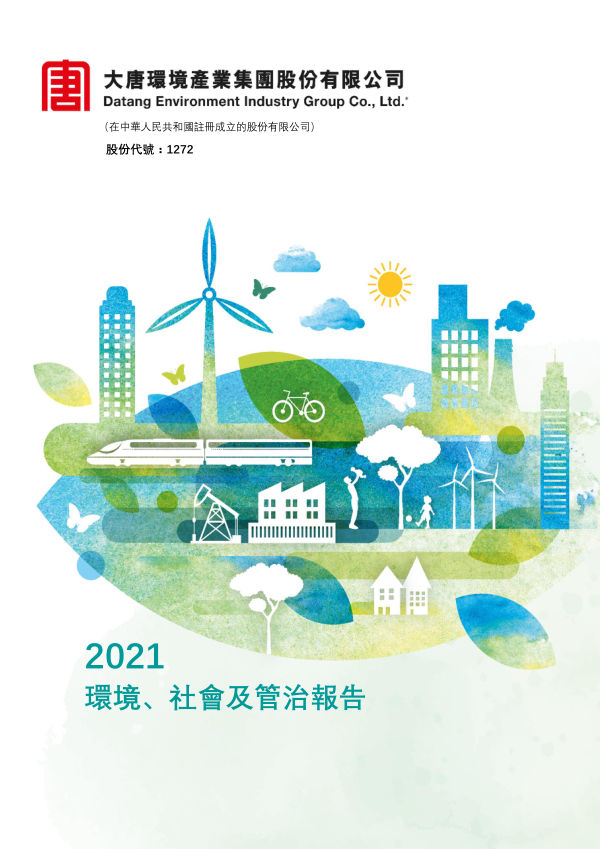 大唐環境產業集團股份有限公司
Datang Environment Industry Group Co., Ltd.*
（在中華人民共和國註冊成立的股份有限公司）
股份代號：1272
2021
環境、社會及管治報告